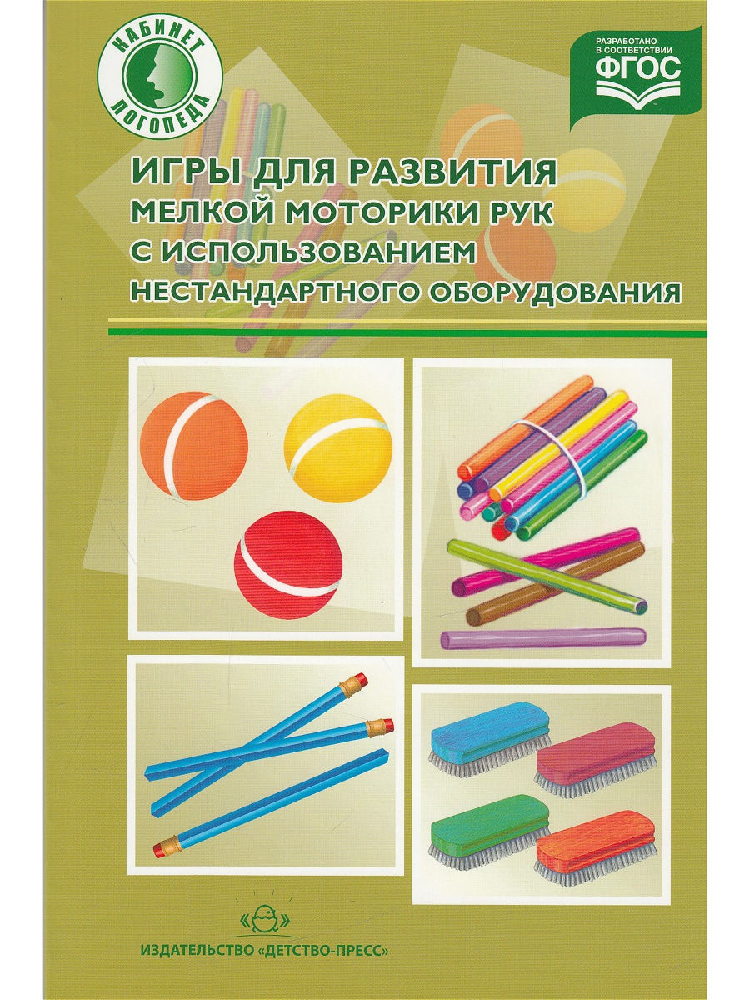 КАБИНЕТ
ЛОГОПЕДА
РАЗРАБОТАНО
В СООТВЕТСТВИИ
ФГОС
ИГРЫ ДЛЯ РАЗВИТИЯ
МЕЛКОЙ МОТОРИКИ РУК
С ИСПОЛЬЗОВАНИЕМ
НЕСТАНДАРТНОГО ОБОРУДОВАНИЯ
ИЗДАТЕЛЬСТВО «ДЕТСТВО-ПРЕСС»